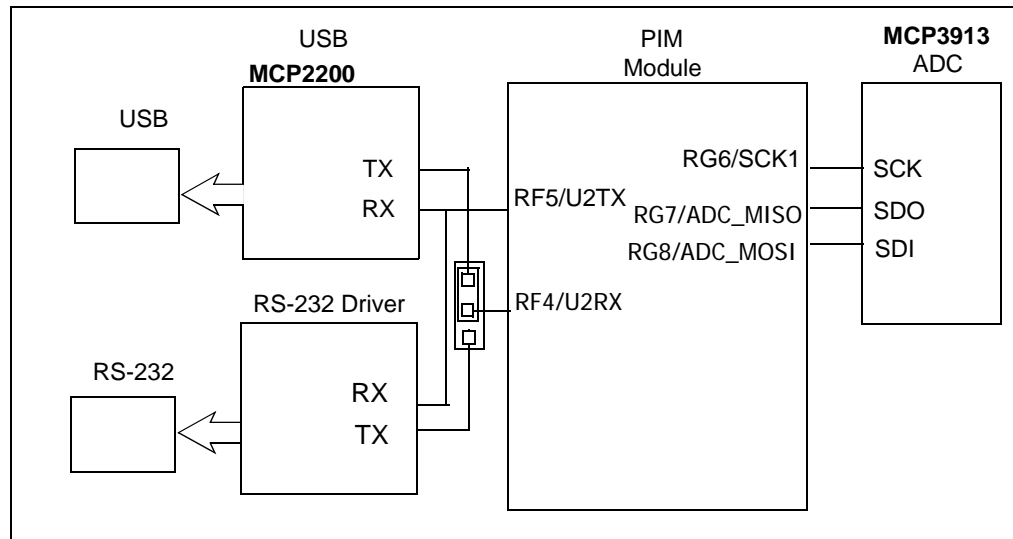 USB
MCP2200
PIM
Module
MCP3913
ADC
USB
TX
RX
RF5/U2TX
RF4/U2RX
RG6/SCK1
RG7/ADC_MISO
RG8/ADC_MOSI
SCK
SDO
SDI
RS-232 Driver
RS-232
RX
TX